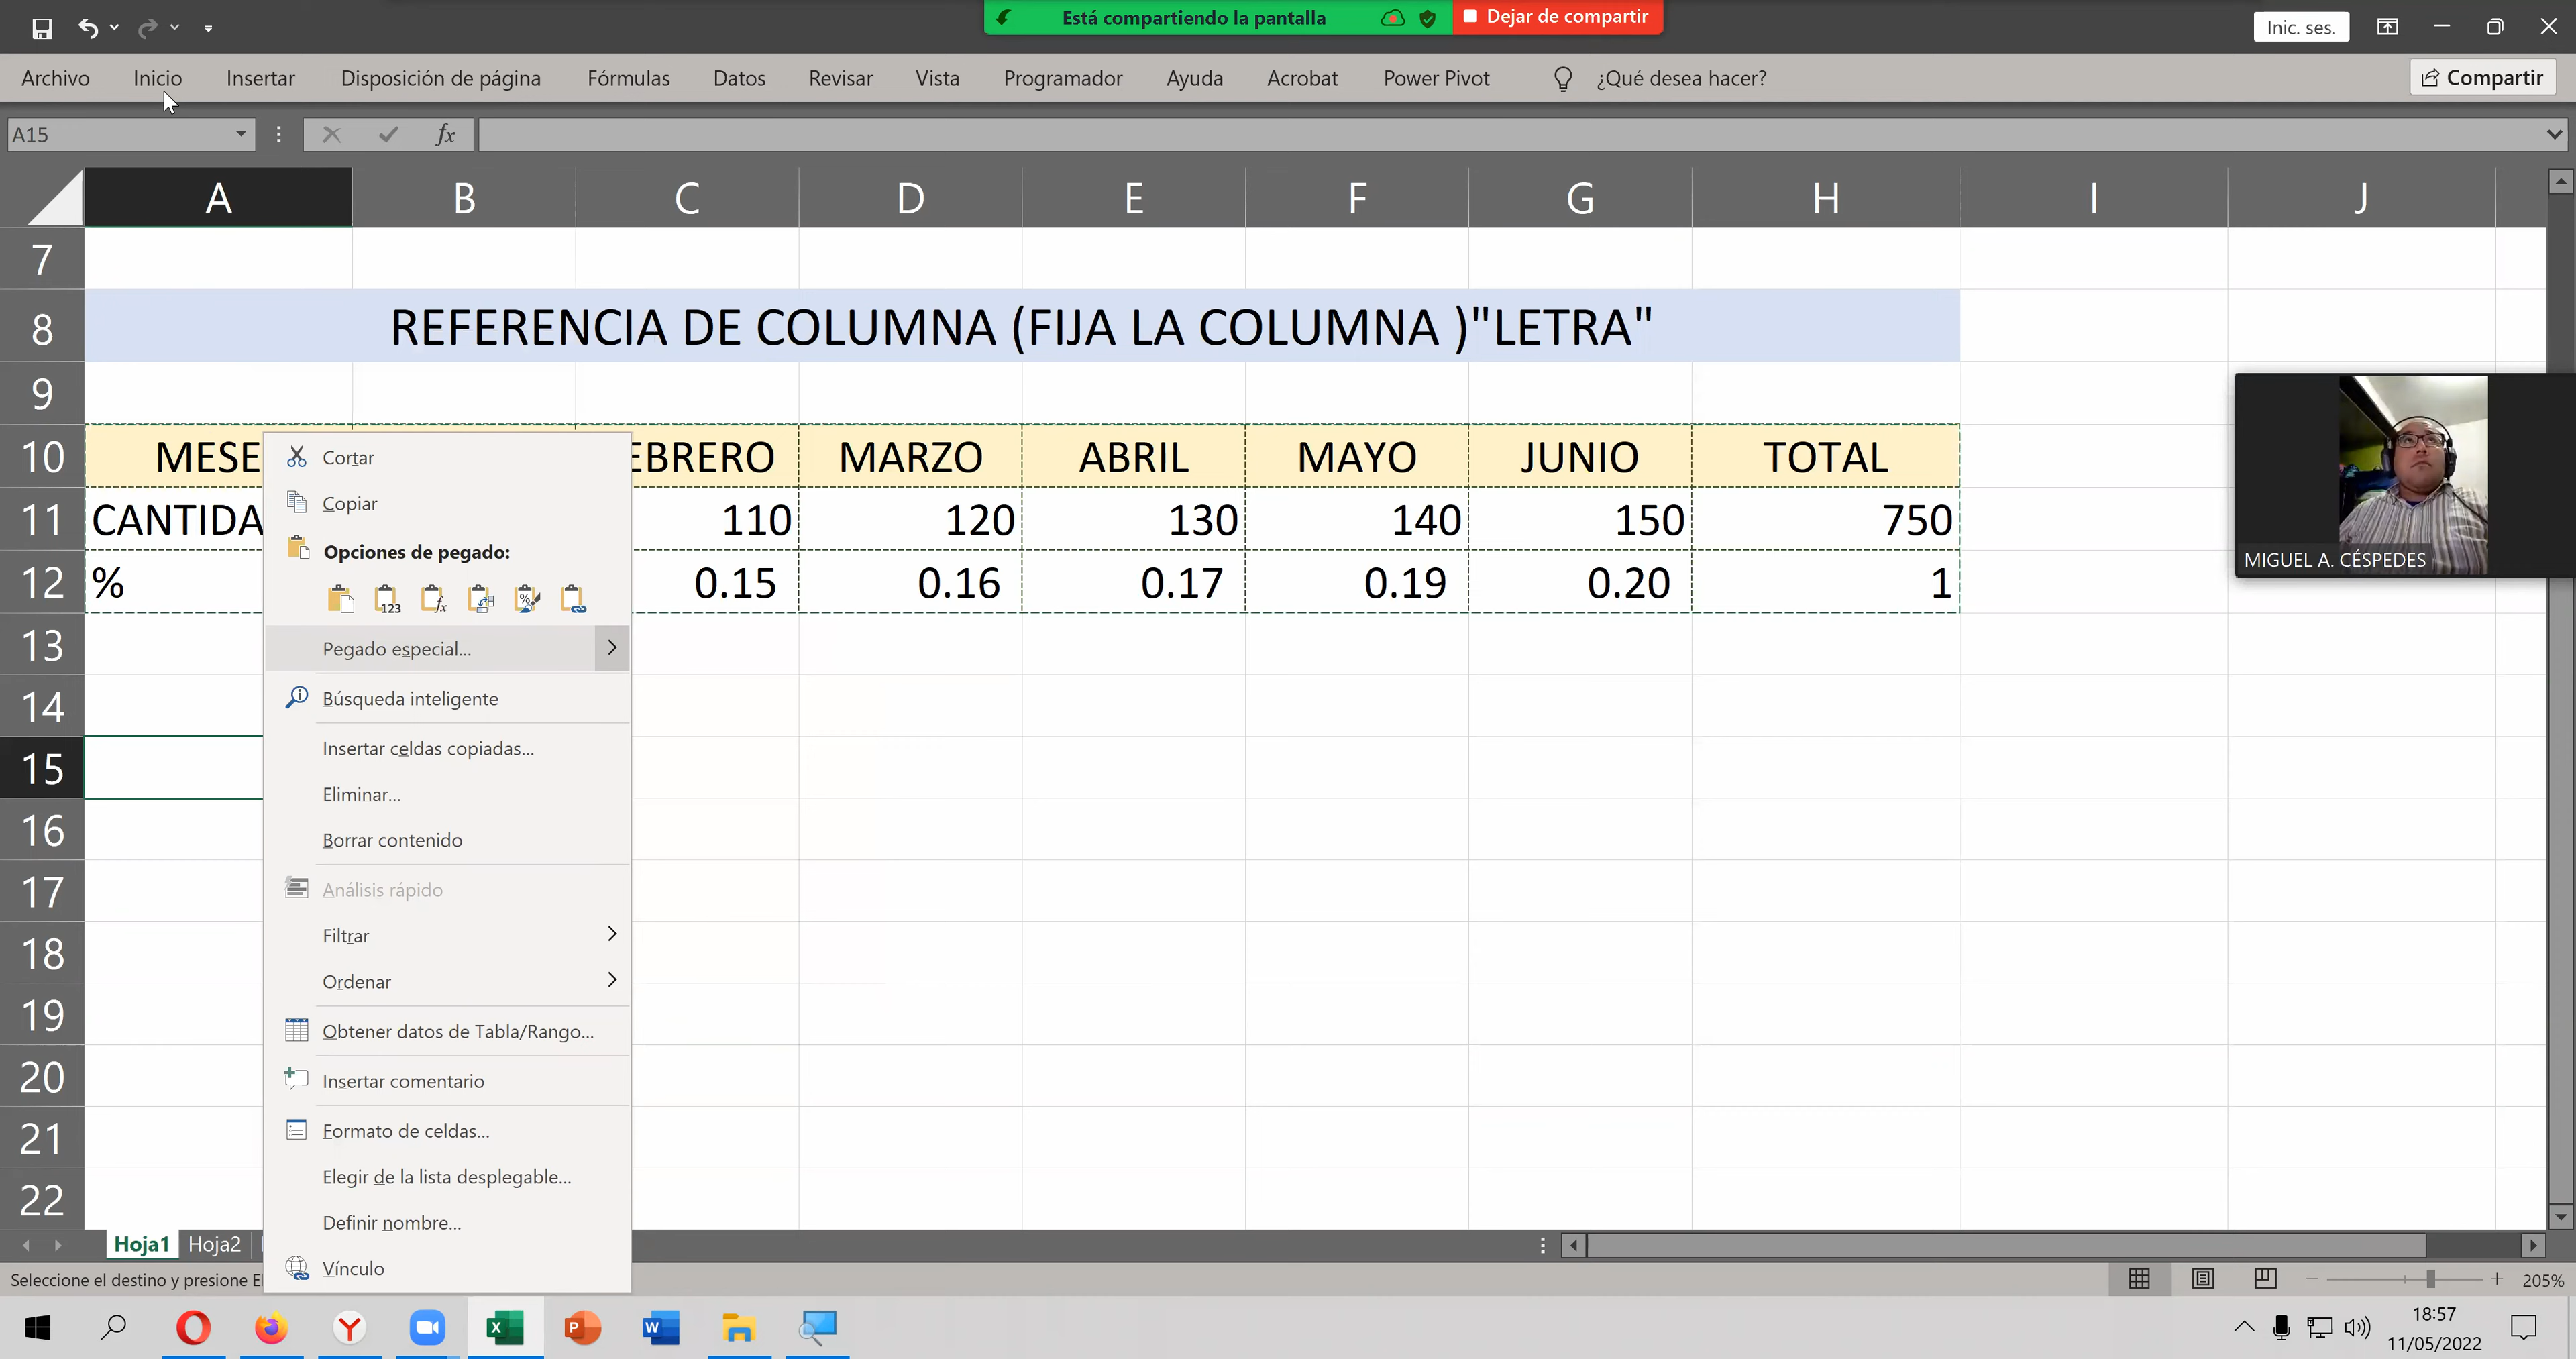 Está compartiendo la pantalla
Dejar de compartir
Inic. ses.
Archivo Inicio Insertar Disposición de página Fórmulas Datos Revisar Vista Programador Ayuda Acrobat Power Pivot ¿Qué desea hacer? Compartir
A15 fx
A B C D E F G H I J
7
8 REFERENCIA DE COLUMNA (FIJA LA COLUMNA )"LETRA"
9
10 MESE EBRERO MARZO ABRIL MAYO JUNIO TOTAL
11 CANTIDA 110 120 130 140 150 750
12 % 0.15 0.16 0.17 0.19 0.20 1
13
14
15
16
17
18
19
20
21
22
Cortar
Copiar
Opciones de pegado:
123 fx %
Pegado especial...
Búsqueda inteligente
Insertar celdas copiadas...
Eliminar...
Borrar contenido
Análisis rápido
Filtrar
Ordenar
Obtener datos de Tabla/Rango...
Insertar comentario
Formato de celdas...
Elegir de la lista desplegable...
Definir nombre...
Vínculo
MIGUEL A. CÉSPEDES
Hoja1 Hoja2
Seleccione el destino y presione E
205%
18:57
11/05/2022